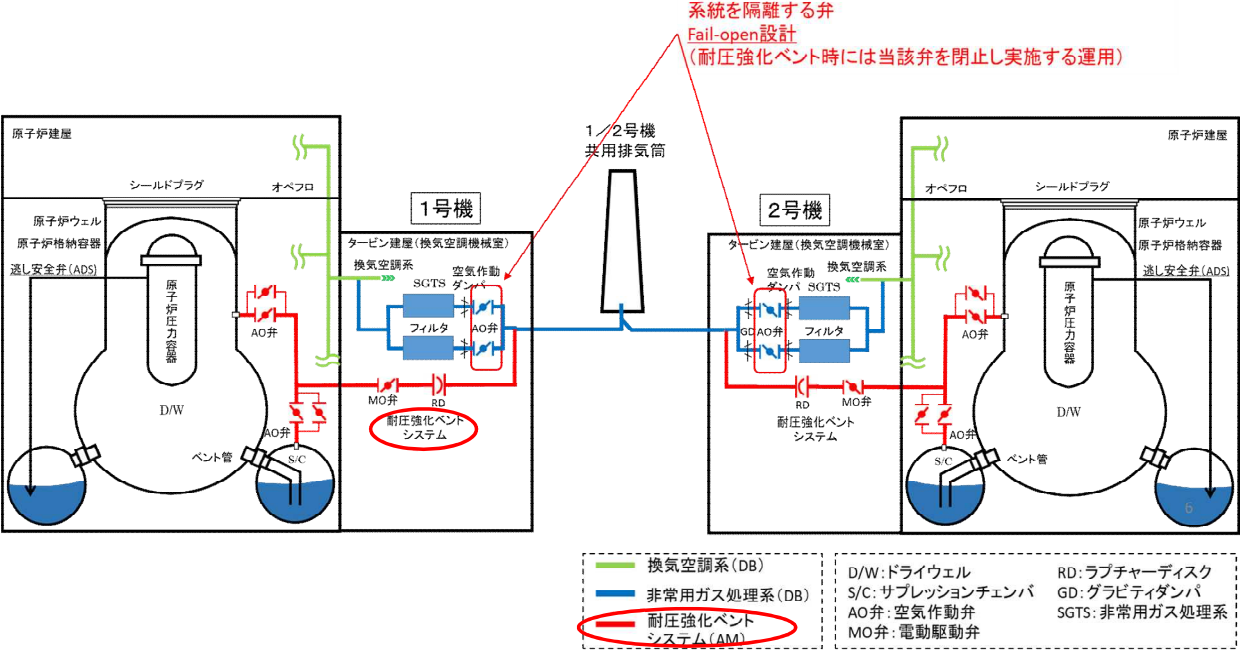 系統を隔離する弁
Fail-open設計
(耐圧強化ベント時には当該弁を閉止し実施する運用)
1／2号機
共用排気筒
原子炉建屋
シールドプラグ
オペフロ
原子炉ウェル
原子炉格納容器
逃し安全弁(ADS)
原子炉圧力容器
AO弁
D/W
AO弁
S/C
ベント管
1号機
タービン建屋(換気空調機械室)
換気空調系
SGTS
空気作動
ダンパ
フィルタ
AO弁
MO弁
RD
耐圧強化ベント
システム
2号機
タービン建屋(換気空調機械室)
空気作動
ダンパ
換気空調系
SGTS
GD
AO弁
フィルタ
RD
MO弁
耐圧強化ベント
システム
原子炉建屋
オペフロ
シールドプラグ
原子炉ウェル
原子炉格納容器
逃し安全弁(ADS)
原子炉圧力容器
AO弁
D/W
AO弁
S/C
ベント管
6
換気空調系(DB)
非常用ガス処理系(DB)
耐圧強化ベント
システム(AM)
D/W:ドライウェル
S/C:サプレッションチェンバ
AO弁:空気作動弁
MO弁:電動駆動弁
RD:ラプチャーディスク
GD:グラビティダンパ
SGTS:非常用ガス処理系